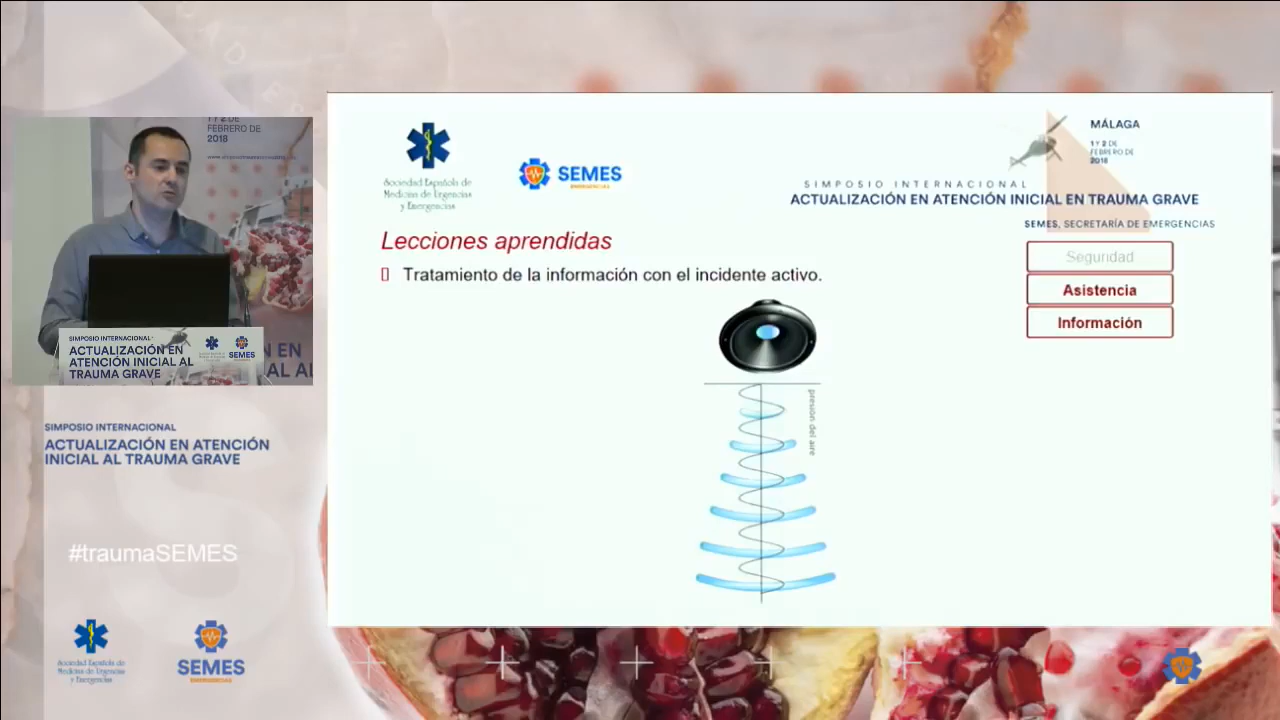 1 Y 2 DE
FEBRERO DE
2018
SIMPOSIO INTERNACIONAL
ACTUALIZACIÓN EN
ATENCIÓN INICIAL AL
TRAUMA GRAVE
SEMES
EN
AL AL
SIMPOSIO INTERNACIONAL
ACTUALIZACIÓN EN ATENCIÓN
INICIAL AL TRAUMA GRAVE
#traumaSEMES
Sociedad Española de
Medicina de Urgencias
y Emergencias
SEMES
EMERGENCIAS
Sociedad Española de
Medicina de Urgencias
y Emergencias
SEMES
EMERGENCIAS
MÁLAGA
1 Y 2 DE
FEBRERO DE
2018
SIMPOSIO INTERNACIONAL
ACTUALIZACIÓN EN ATENCIÓN INICIAL EN TRAUMA GRAVE
SEMES, SECRETARÍA DE EMERGENCIAS
Lecciones aprendidas
Tratamiento de la información con el incidente activo.
Seguridad
Asistencia
Información
presión del aire